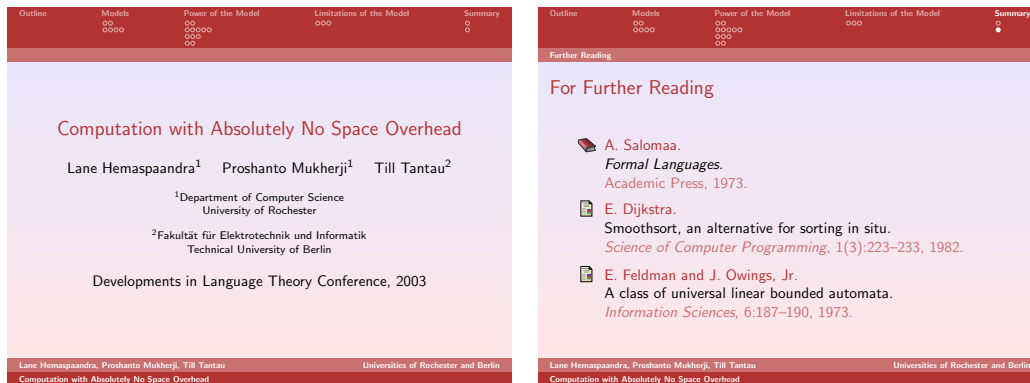 Outline Models Power of the Model Limitations of the Model Summary
Computation with Absolutely No Space Overhead
Lane Hemaspaandra¹ Proshanto Mukherji¹ Till Tantau²
¹Department of Computer Science
University of Rochester
²Fakultät für Elektrotechnik und Informatik
Technical University of Berlin
Developments in Language Theory Conference, 2003
Lane Hemaspaandra, Proshanto Mukherji, Till Tantau Universities of Rochester and Berlin
Computation with Absolutely No Space Overhead
Outline Models Power of the Model Limitations of the Model Summary
Further Reading
For Further Reading
A. Salomaa.
Formal Languages.
Academic Press, 1973.
E. Dijkstra.
Smoothsort, an alternative for sorting in situ.
Science of Computer Programming, 1(3):223–233, 1982.
E. Feldman and J. Owings, Jr.
A class of universal linear bounded automata.
Information Sciences, 6:187–190, 1973.
Lane Hemaspaandra, Proshanto Mukherji, Till Tantau Universities of Rochester and Berlin
Computation with Absolutely No Space Overhead